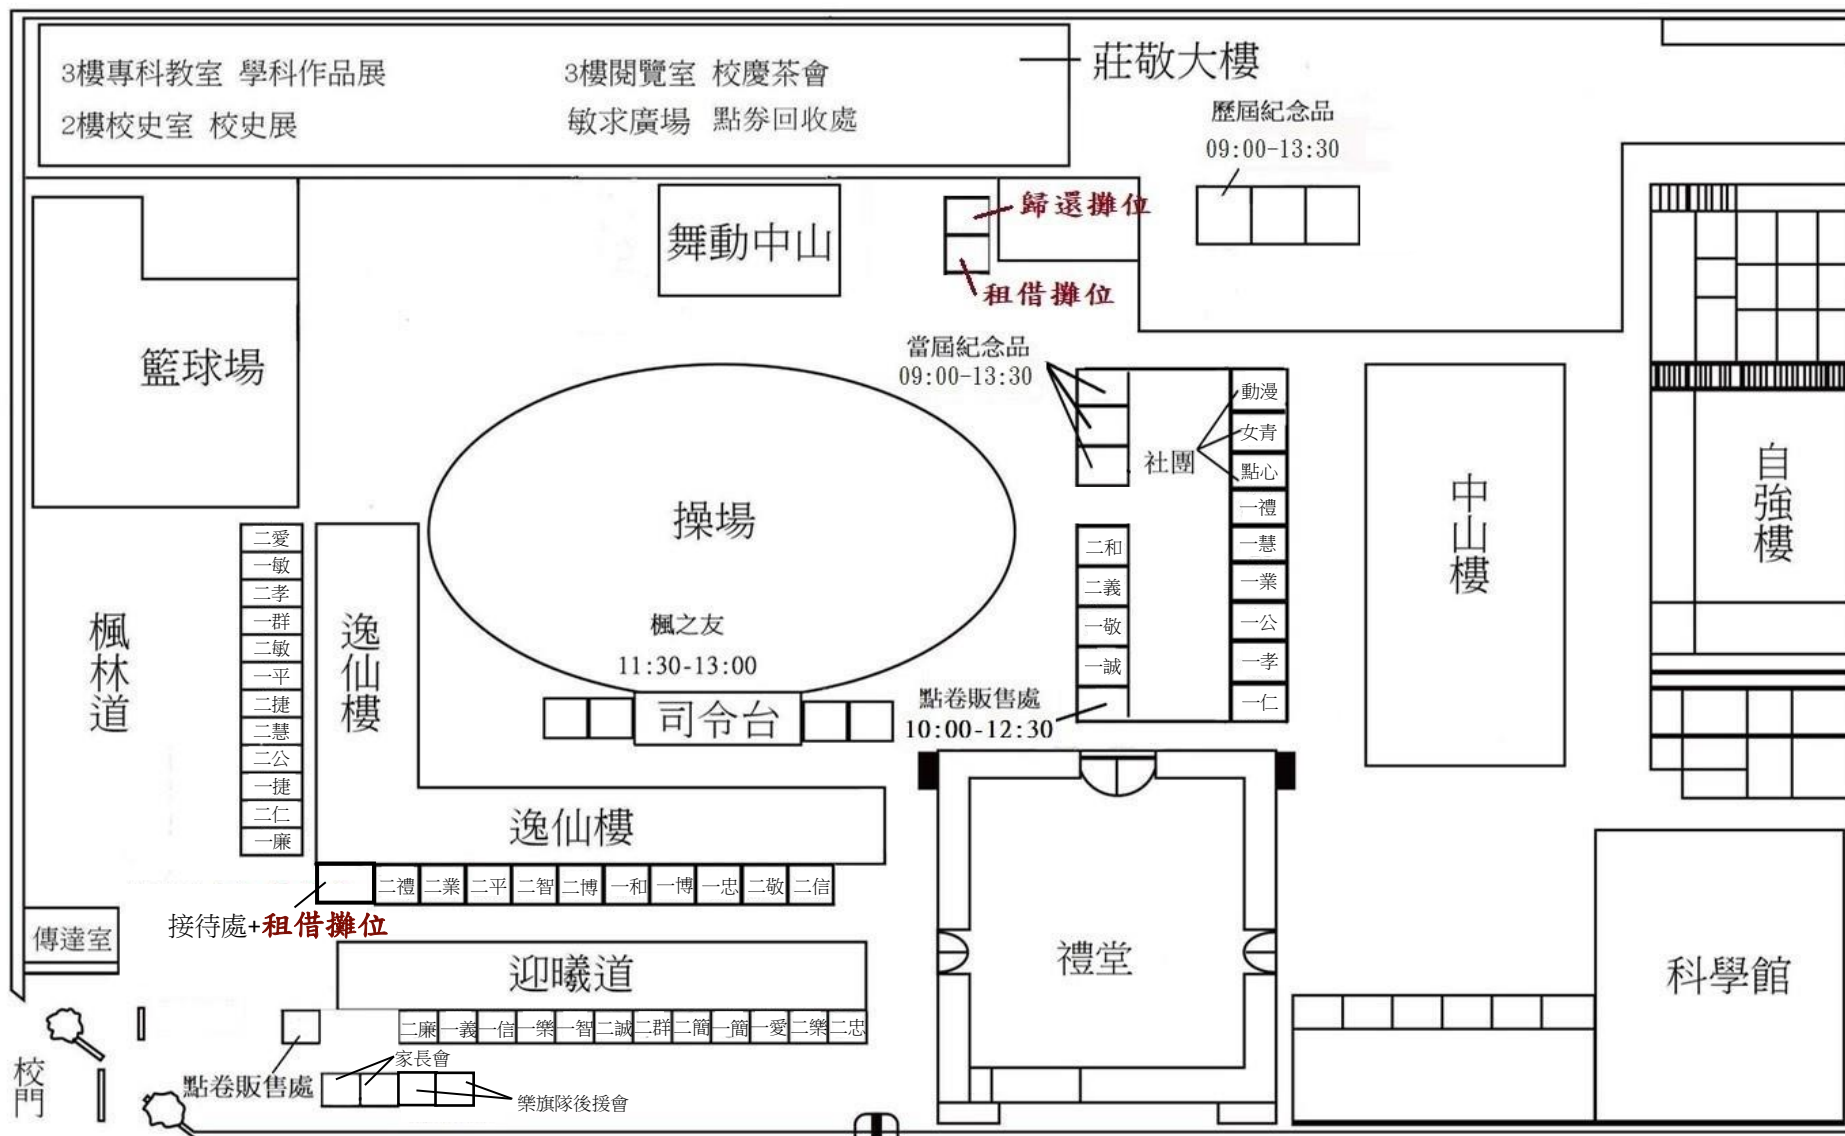 3樓專科教室 學科作品展
3樓閱覽室 校慶茶會
2樓校史室 校史展
敏求廣場 點券回收處
莊敬大樓
歷屆紀念品
09:00-13:30
舞動中山
歸還攤位
租借攤位
籃球場
當屆紀念品
09:00-13:30
操場
楓之友
11:30-13:00
司令台
社團
動漫
女青
點心
一禮
一慧
一業
一公
一孝
一仁
二和
二義
一敬
一誠
點卷販售處
10:00-12:30
中山樓
自強樓
楓林道
二愛
一敏
二孝
一群
二敏
一平
二捷
二慧
二公
一捷
二仁
一廉
逸仙樓
逸仙樓
二禮 二業 二平 二智 二博 一和 一博 一忠 二敬 二信
接待處+租借攤位
傳達室
迎曦道
二廉 一義 一信 一樂 一智 二誠 二群 二簡 一簡 一愛 二樂 二忠
家長會
點卷販售處
樂旗隊後援會
校門
禮堂
科學館